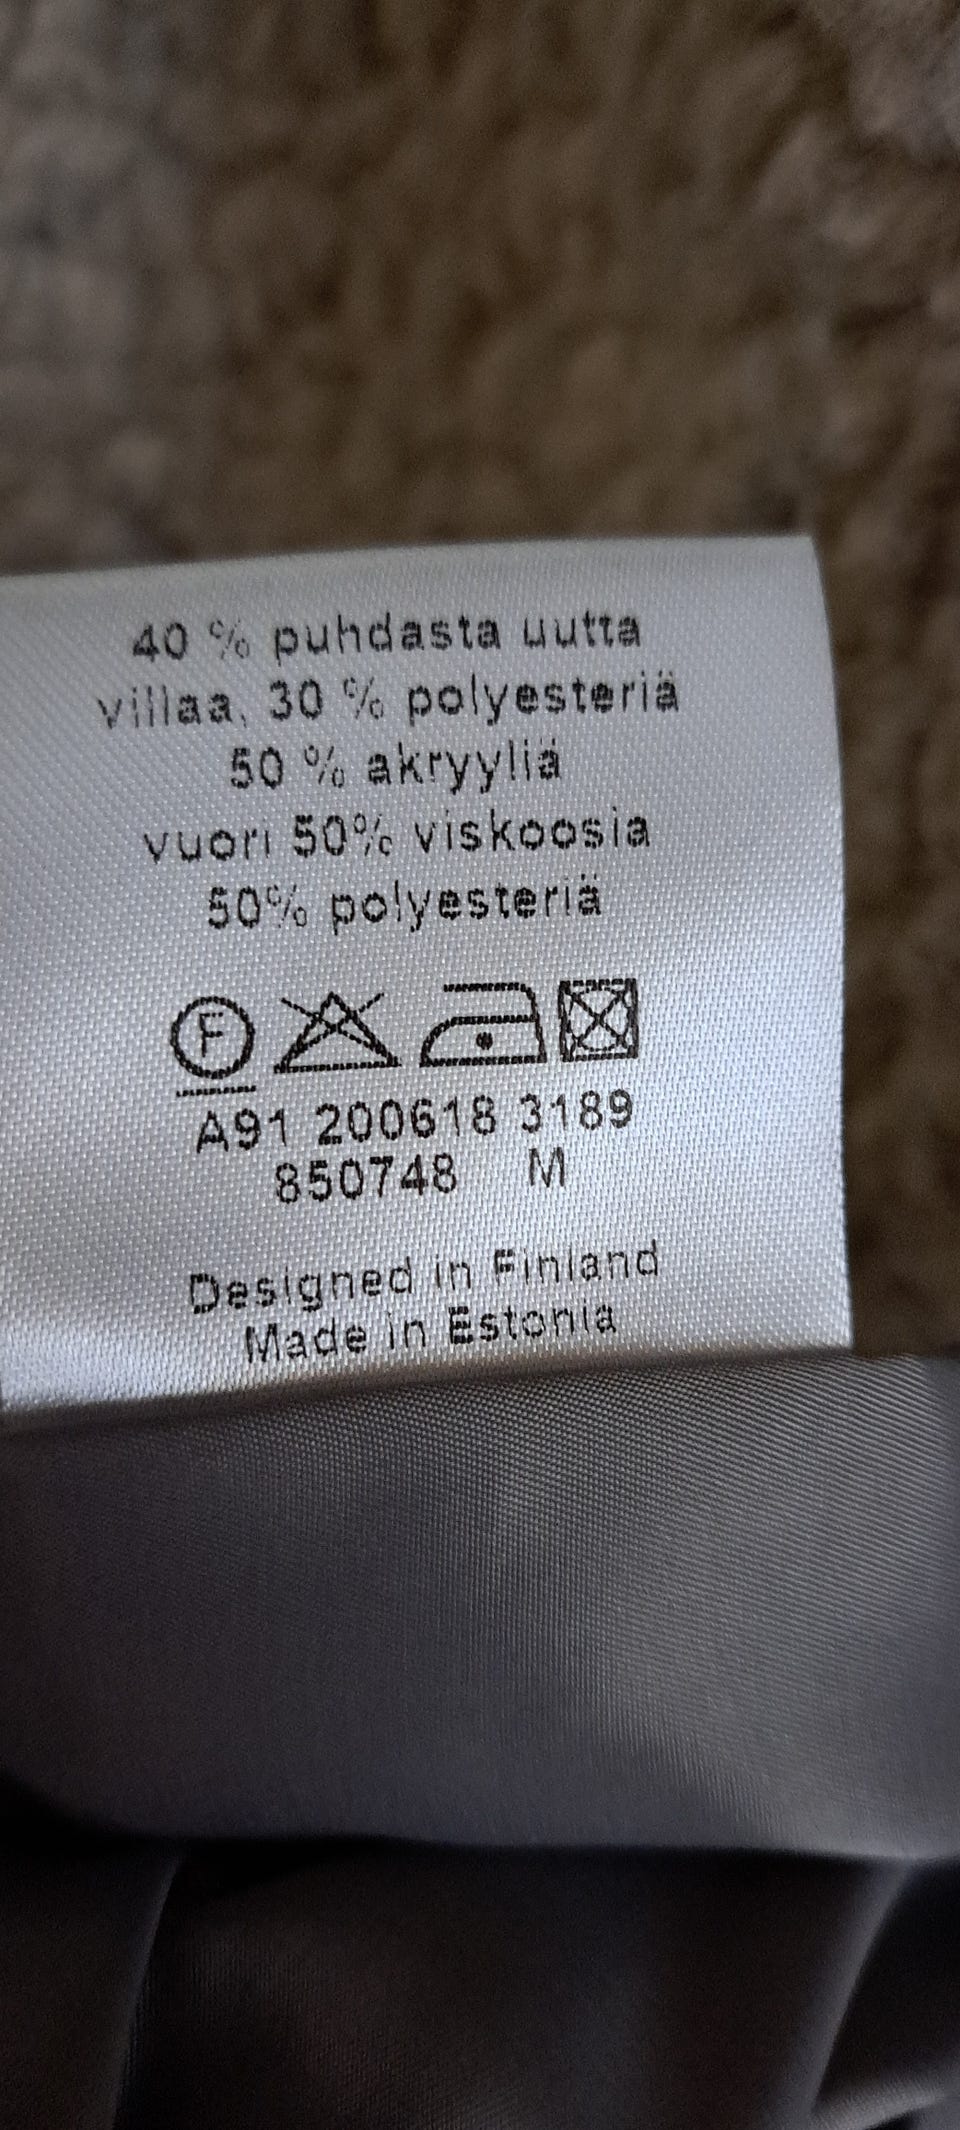 40 % puhdasta uutta
villaa, 30 % polyesteriä
50 % akryyliä
vuori 50% viskoosia
50% polyesteriä
F
A91 200618 3189
850748 M
Designed in Finland
Made in Estonia